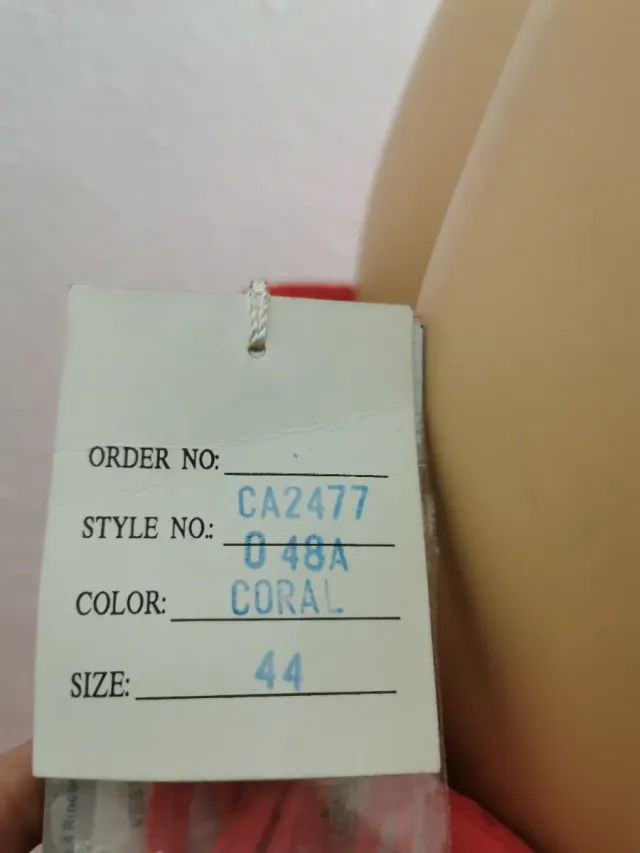 ORDER NO:
CA2477
STYLE NO.:
0 48A
COLOR: CORAL
SIZE: 44